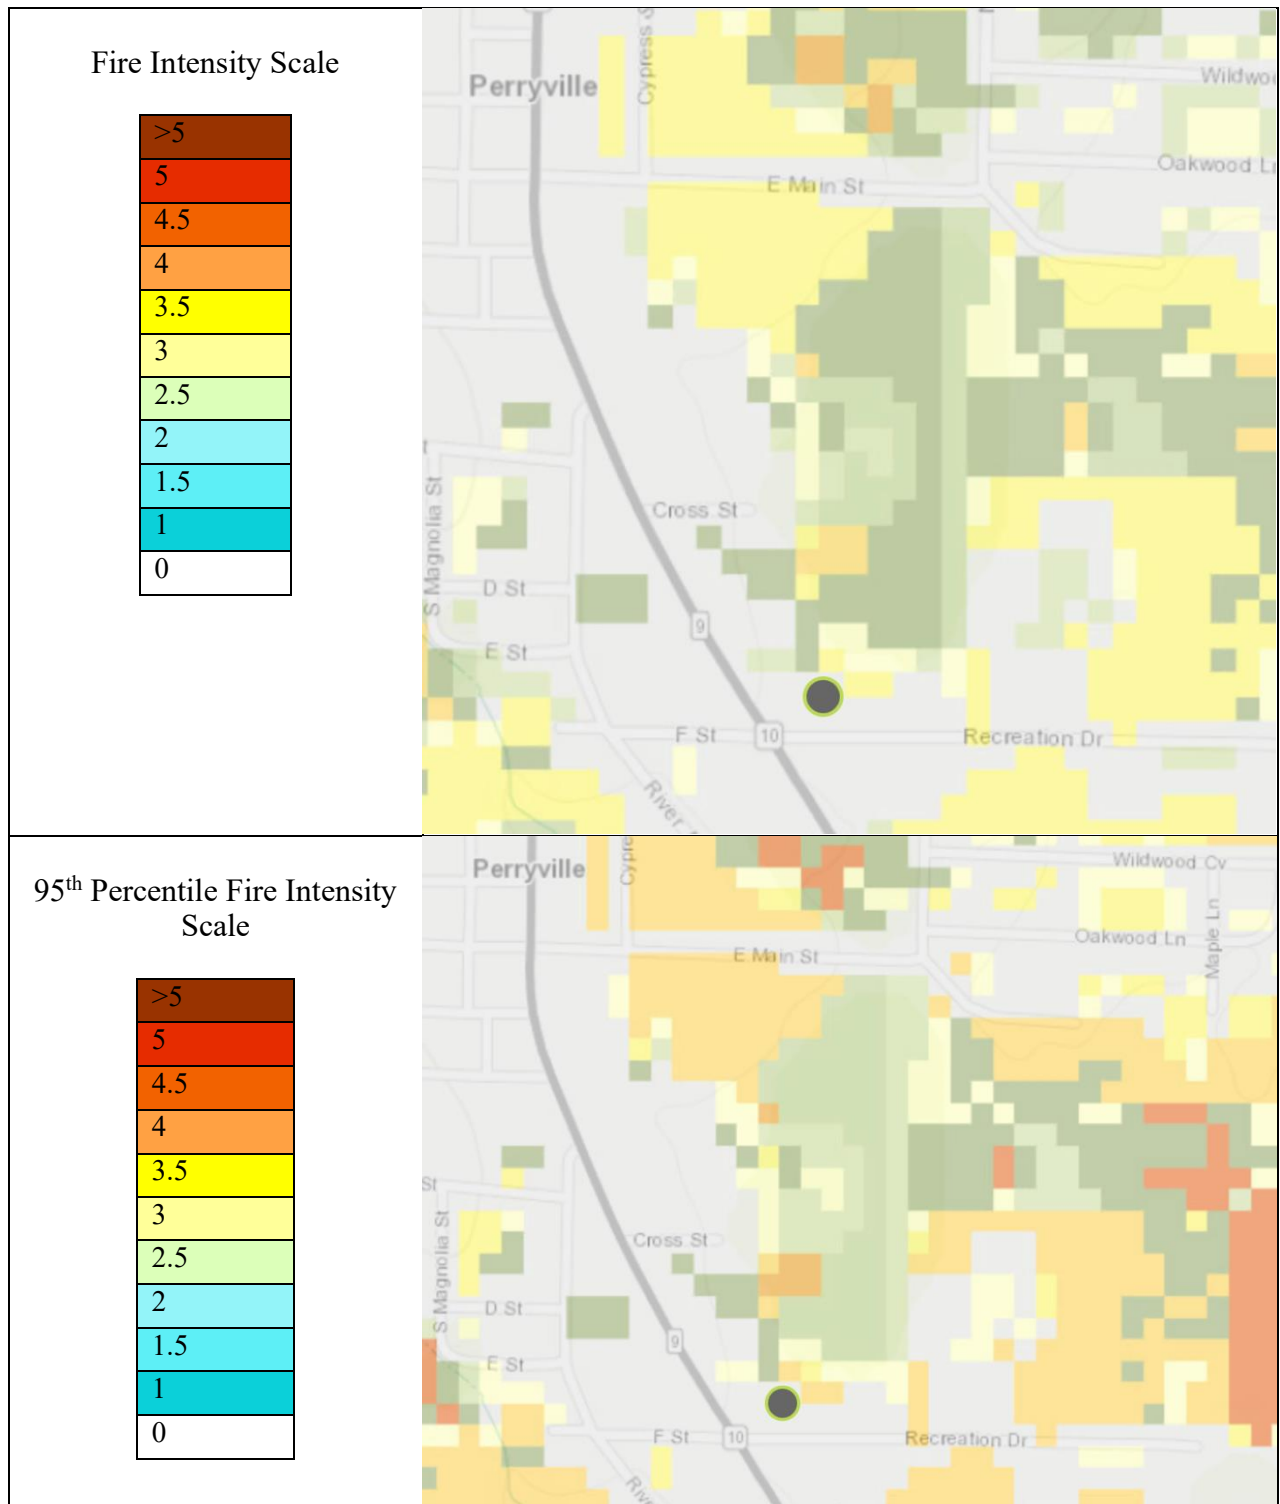 Fire Intensity Scale
>5
5
4.5
4
3.5
3
2.5
2
1.5
1
0
Perryville
Cypress S
Wildwoo
Oakwood Ln
E Main St
S Magnolia St
Cross St
D St
9
E St
F St
10
Recreation Dr
River
95th Percentile Fire Intensity
Scale
>5
5
4.5
4
3.5
3
2.5
2
1.5
1
0
Perryville
Cypre
Wildwood Cv
Oakwood Ln
Maple Ln
E Main St
St
S Magnolia St
Cross St
D St
9
E St
F St
10
Recreation Dr
Rive